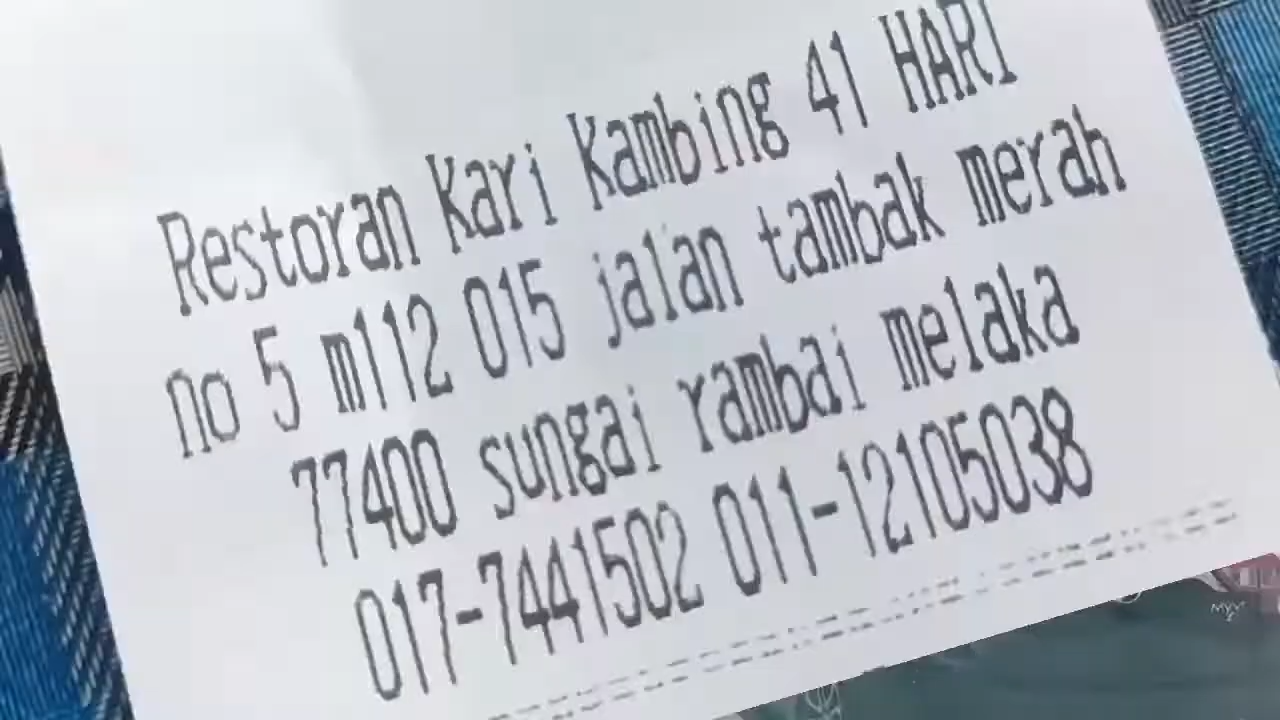 Restoran Kari Kambing 41 HARI
no 5 m112 015 jalan tambak merah
77400 sungai rambai melaka
017-7441502 011-12105038